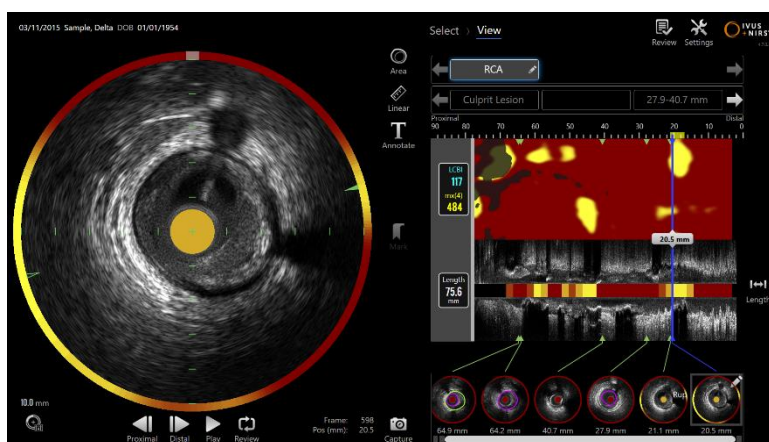 03/11/2015 Sample, Delta DOB 01/01/1954
Area
Linear
T
Annotate
Mark
10.0 mm
Proximal
Distal
Play
Review
Frame: 598
Pos (mm): 20.5
Capture
Select > View
Review
Settings
IVUS
+NIRS
RCA
Culprit Lesion
27.9-40.7 mm
Proximal
Distal
90 80 70 60 50 40 30 20 10 0
LCBI
117
mx(4)
484
20.5 mm
Length
75.6
mm
Length
Rup
64.9 mm
64.2 mm
40.7 mm
27.9 mm
21.1 mm
20.5 mm